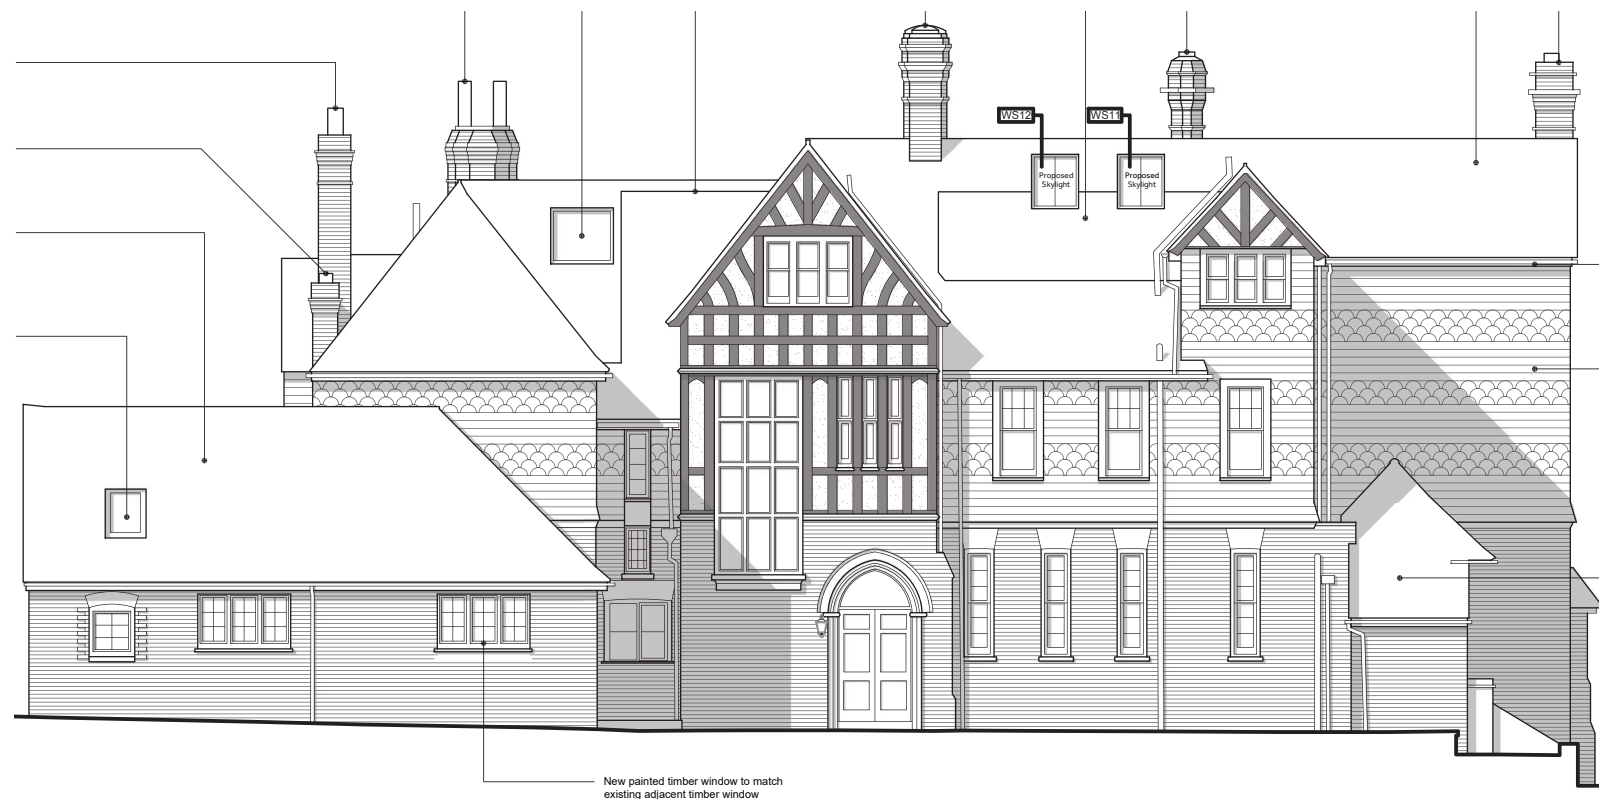 WS12
WS11
Proposed
Skylight
Proposed
Skylight
New painted timber window to match
existing adjacent timber window